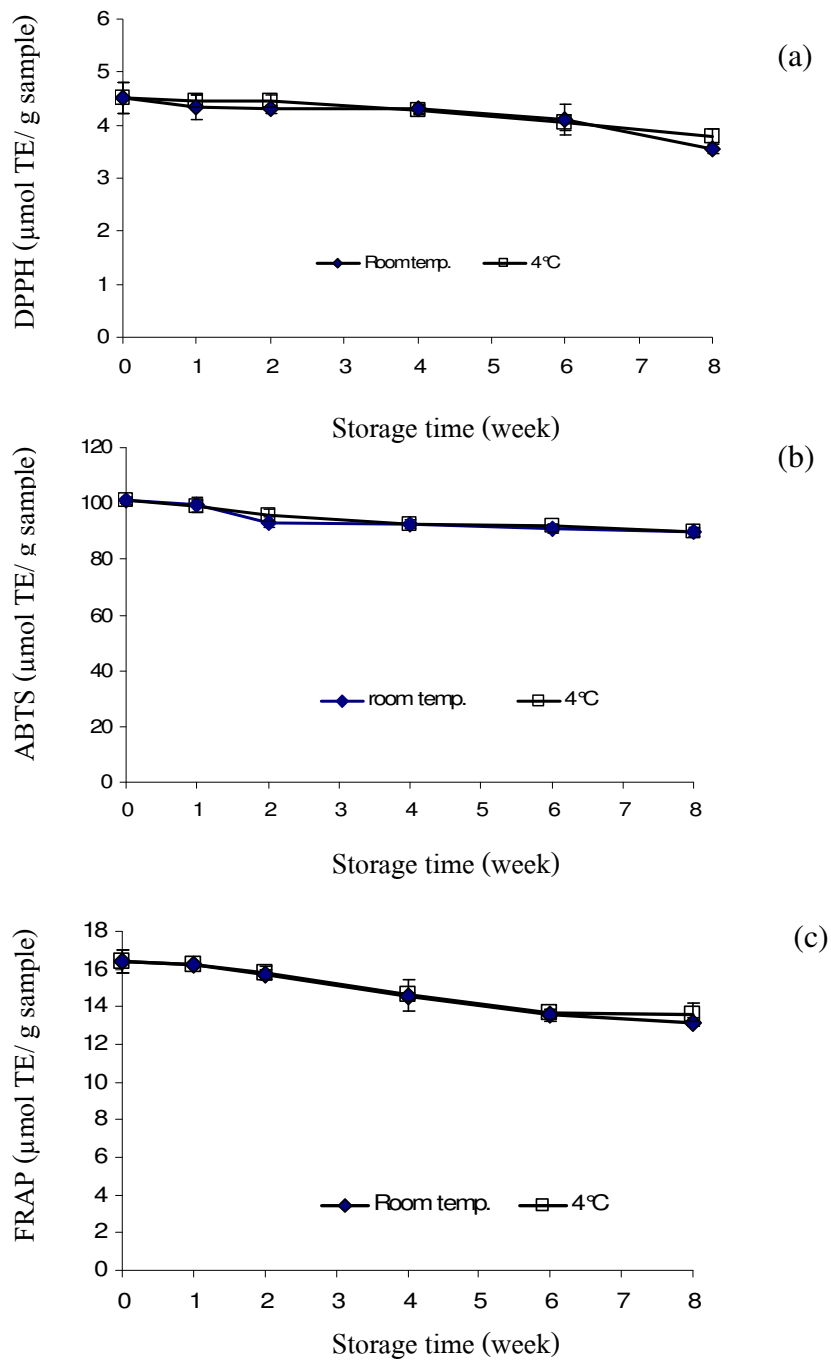 (a)
DPPH (µmol TE/ g sample)
6
5
4
3
2
1
0
Room temp.
4°C
0 1 2 3 4 5 6 7 8
Storage time (week)
(b)
ABTS (µmol TE/ g sample)
120
100
80
60
40
20
0
room temp.
4°C
0 1 2 3 4 5 6 7 8
Storage time (week)
(c)
FRAP (µmol TE/ g sample)
18
16
14
12
10
8
6
4
2
0
Room temp.
4°C
0 1 2 3 4 5 6 7 8
Storage time (week)